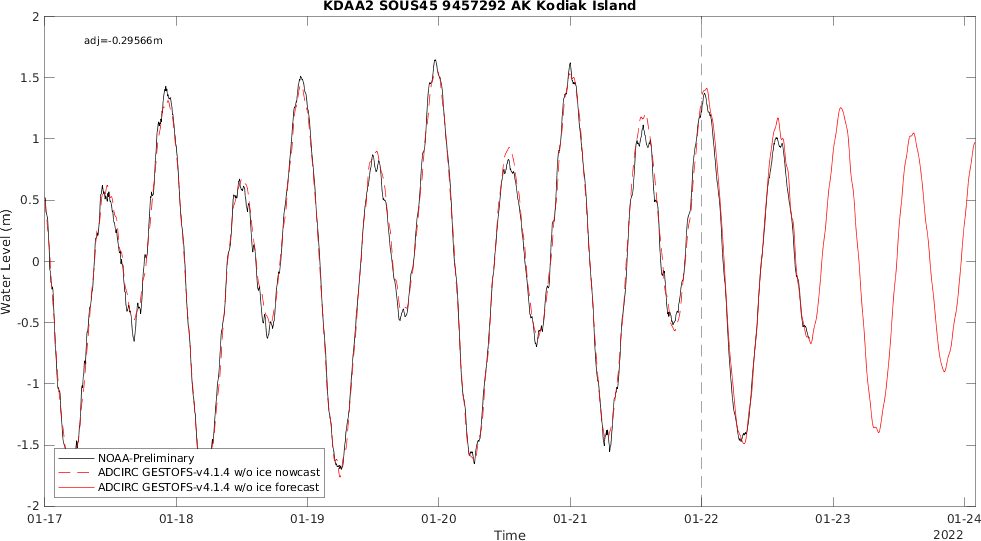 KDAA2 SOUS45 9457292 AK Kodiak Island
2
adj=-0.29566m
1.5
1
0.5
0
-0.5
-1
-1.5
-2
Water Level (m)
NOAA-Preliminary
ADCIRC GESTOFS-v4.1.4 w/o ice nowcast
ADCIRC GESTOFS-v4.1.4 w/o ice forecast
01-17 01-18 01-19 01-20 01-21 01-22 01-23 01-24
Time
2022